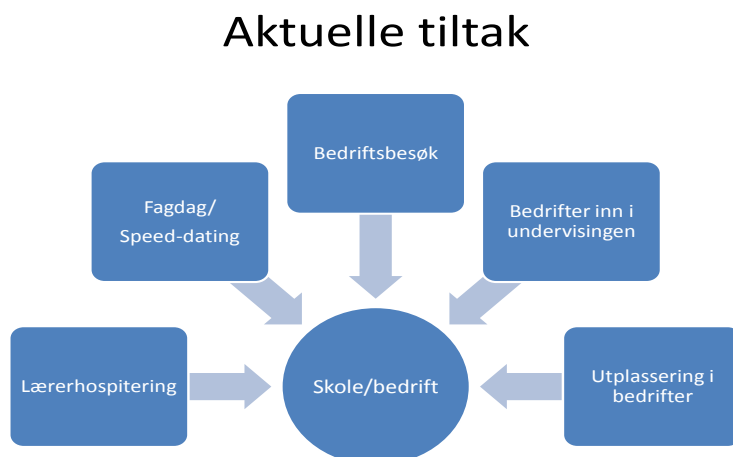 Aktuelle tiltak
Bedriftsbesøk
Fagdag/
Speed-dating
Bedrifter inn i
undervisingen
Lærerhospitering
Skole/bedrift
Utplassering i
bedrifter